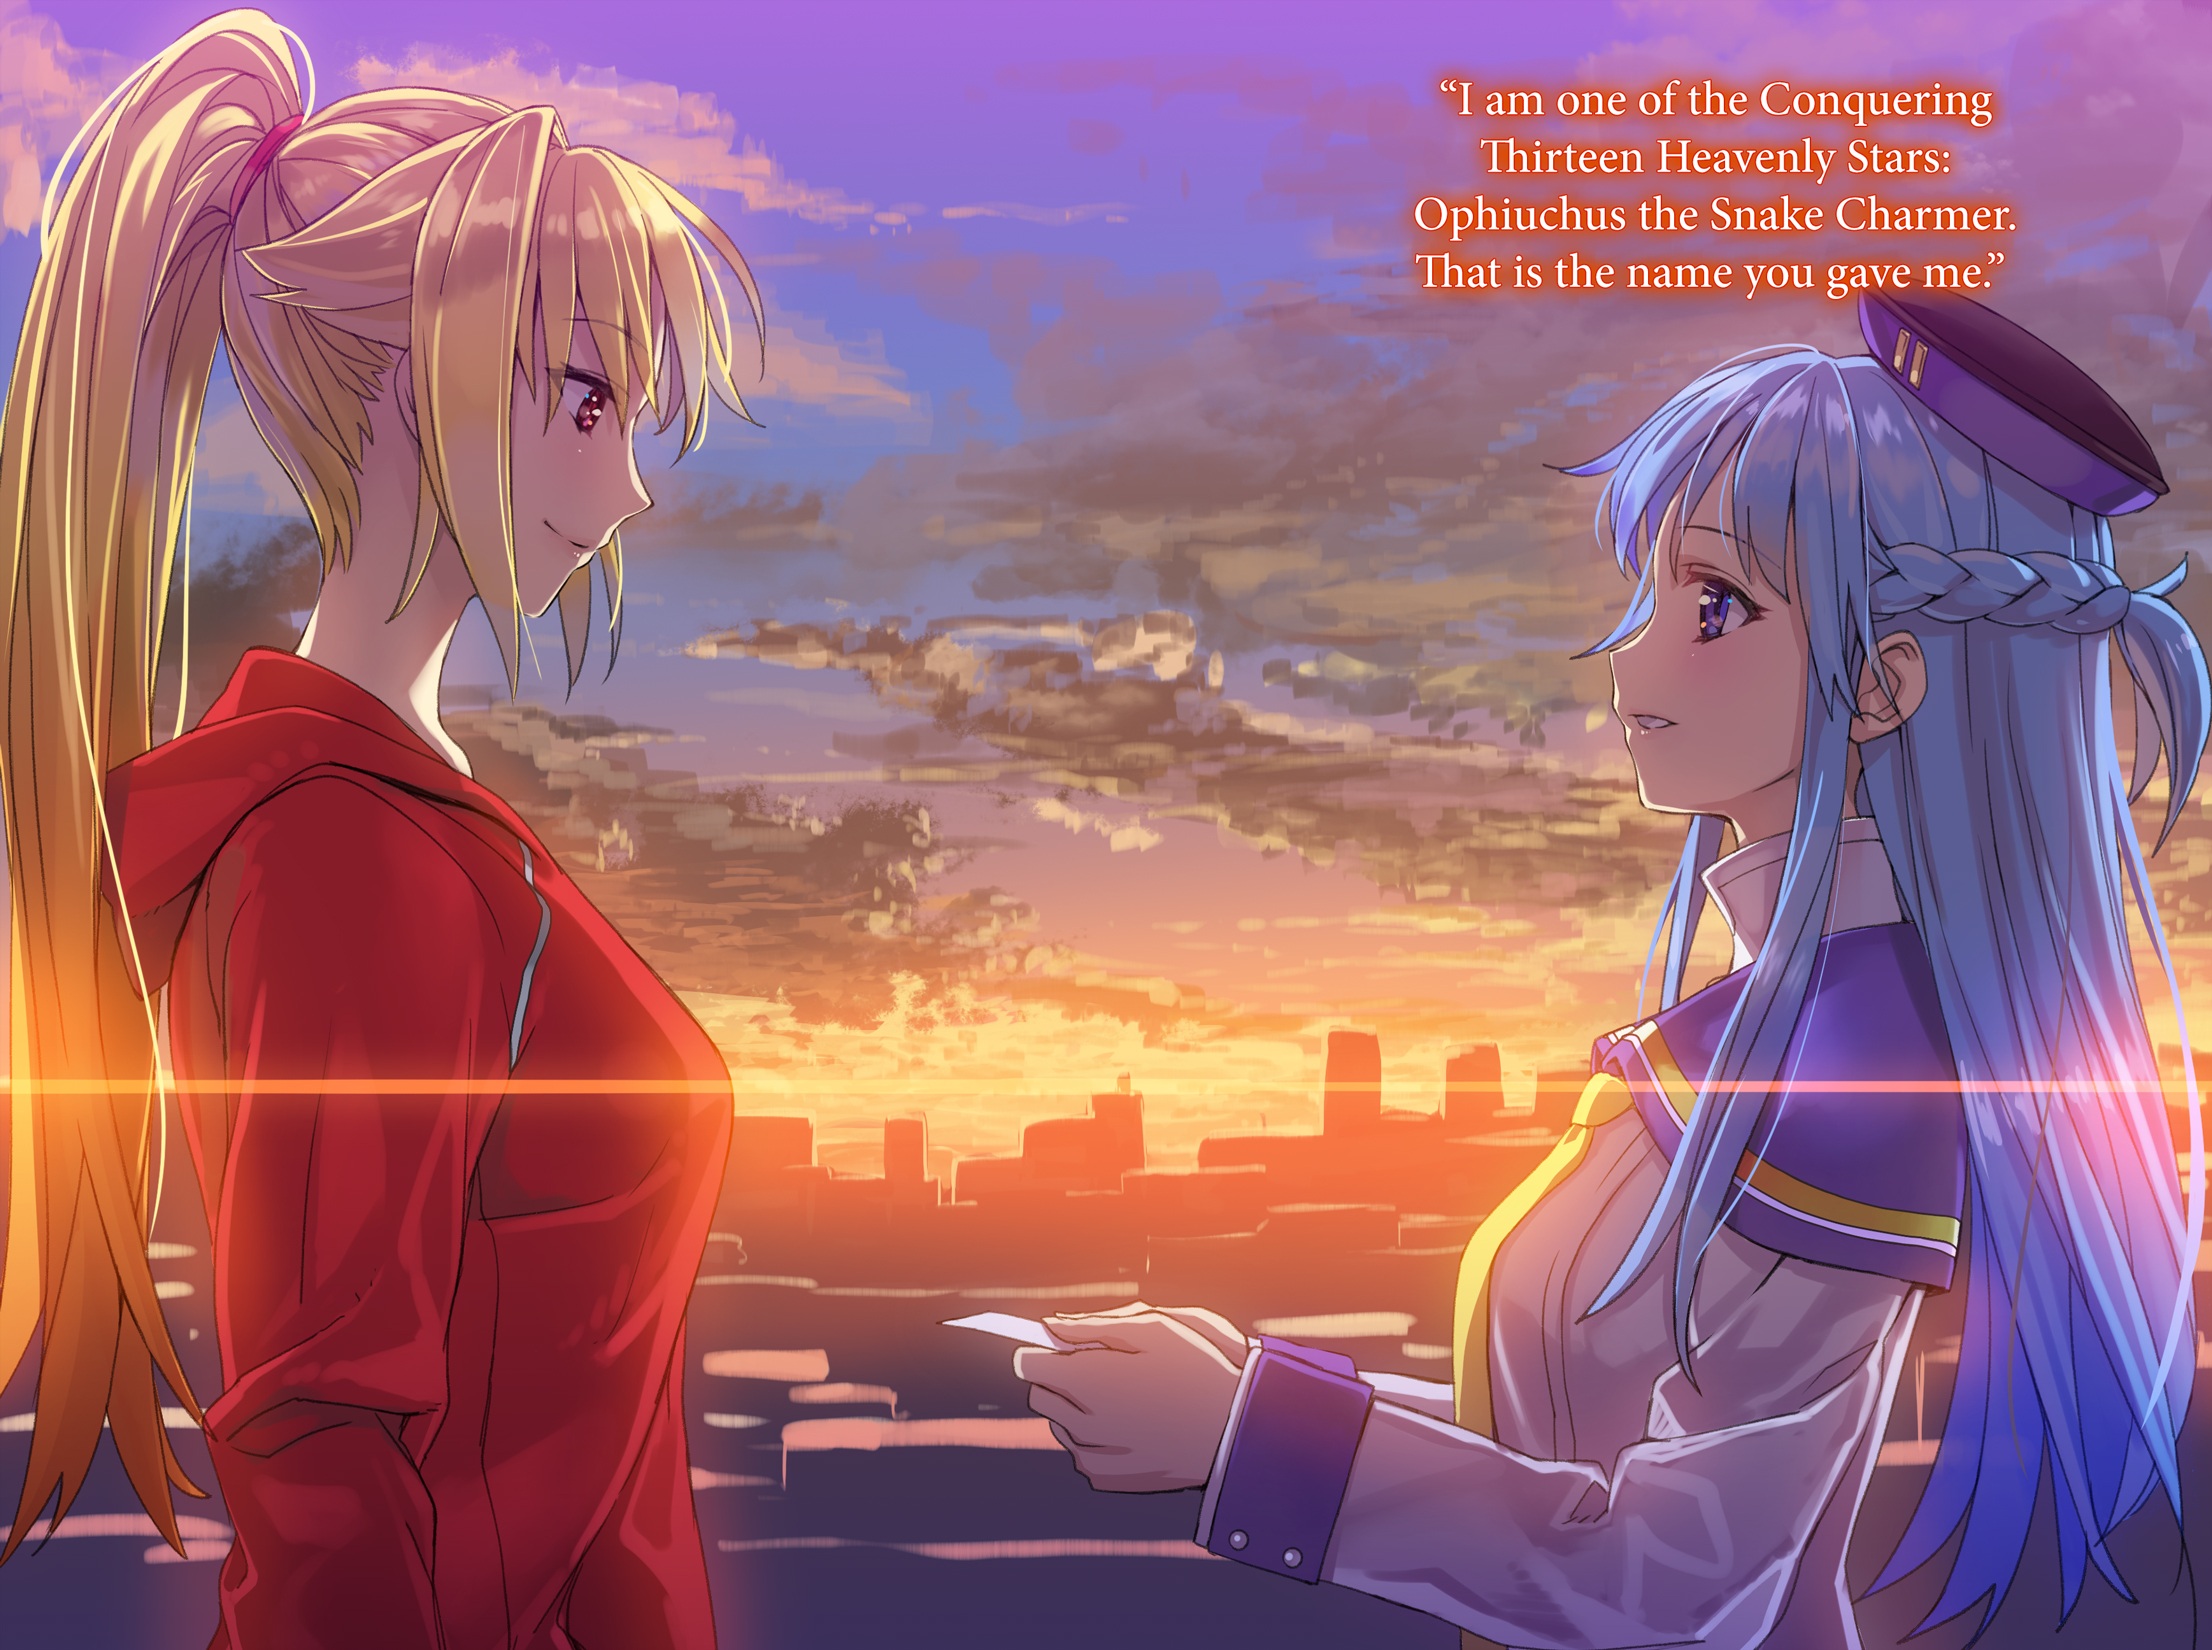 “I am one of the Conquering
Thirteen Heavenly Stars:
Ophiuchus the Snake Charmer.
That is the name you gave me.”